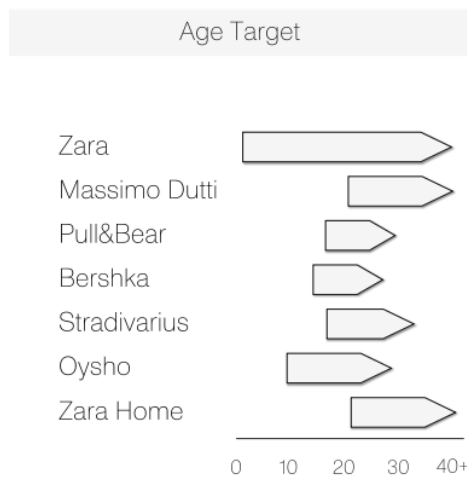 Age Target
Zara
Massimo Dutti
Pull&Bear
Bershka
Stradivarius
Oysho
Zara Home
0 10 20 30 40+